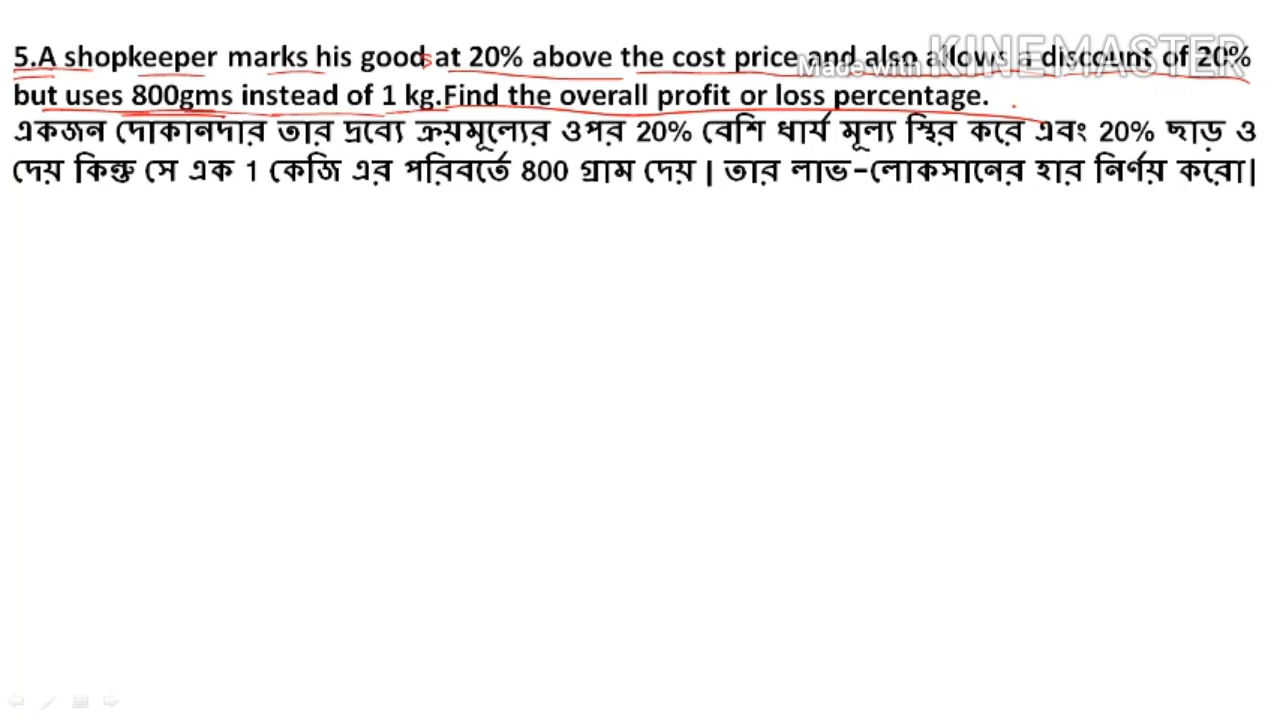 5.A shopkeeper marks his goods at 20% above the cost price and also allows a discount of 20%
Made with KINEMASTER
but uses 800gms instead of 1 kg.Find the overall profit or loss percentage.
একজন দোকানদার তার দ্রব্যে ক্রয়মূল্যের ওপর 20% বেশি ধার্য মূল্য স্থির করে এবং 20% ছাড় ও
দেয় কিন্তু সে এক 1 কেজি এর পরিবর্তে 800 গ্রাম দেয় | তার লাভ-লোকসানের হার নির্ণয় করো|